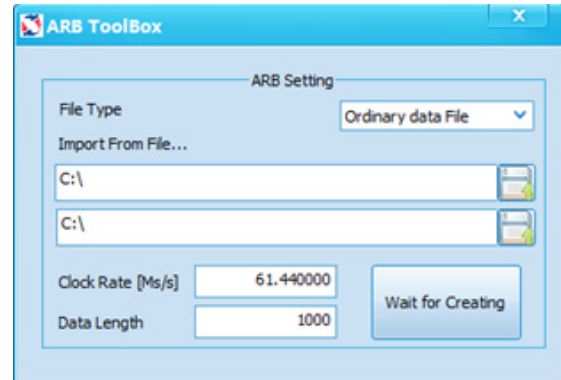 ARB ToolBox
x
ARB Setting
File Type
Ordinary data File
Import From File...
C:\
C:\
Clock Rate [Ms/s]
61.440000
Data Length
1000
Wait for Creating